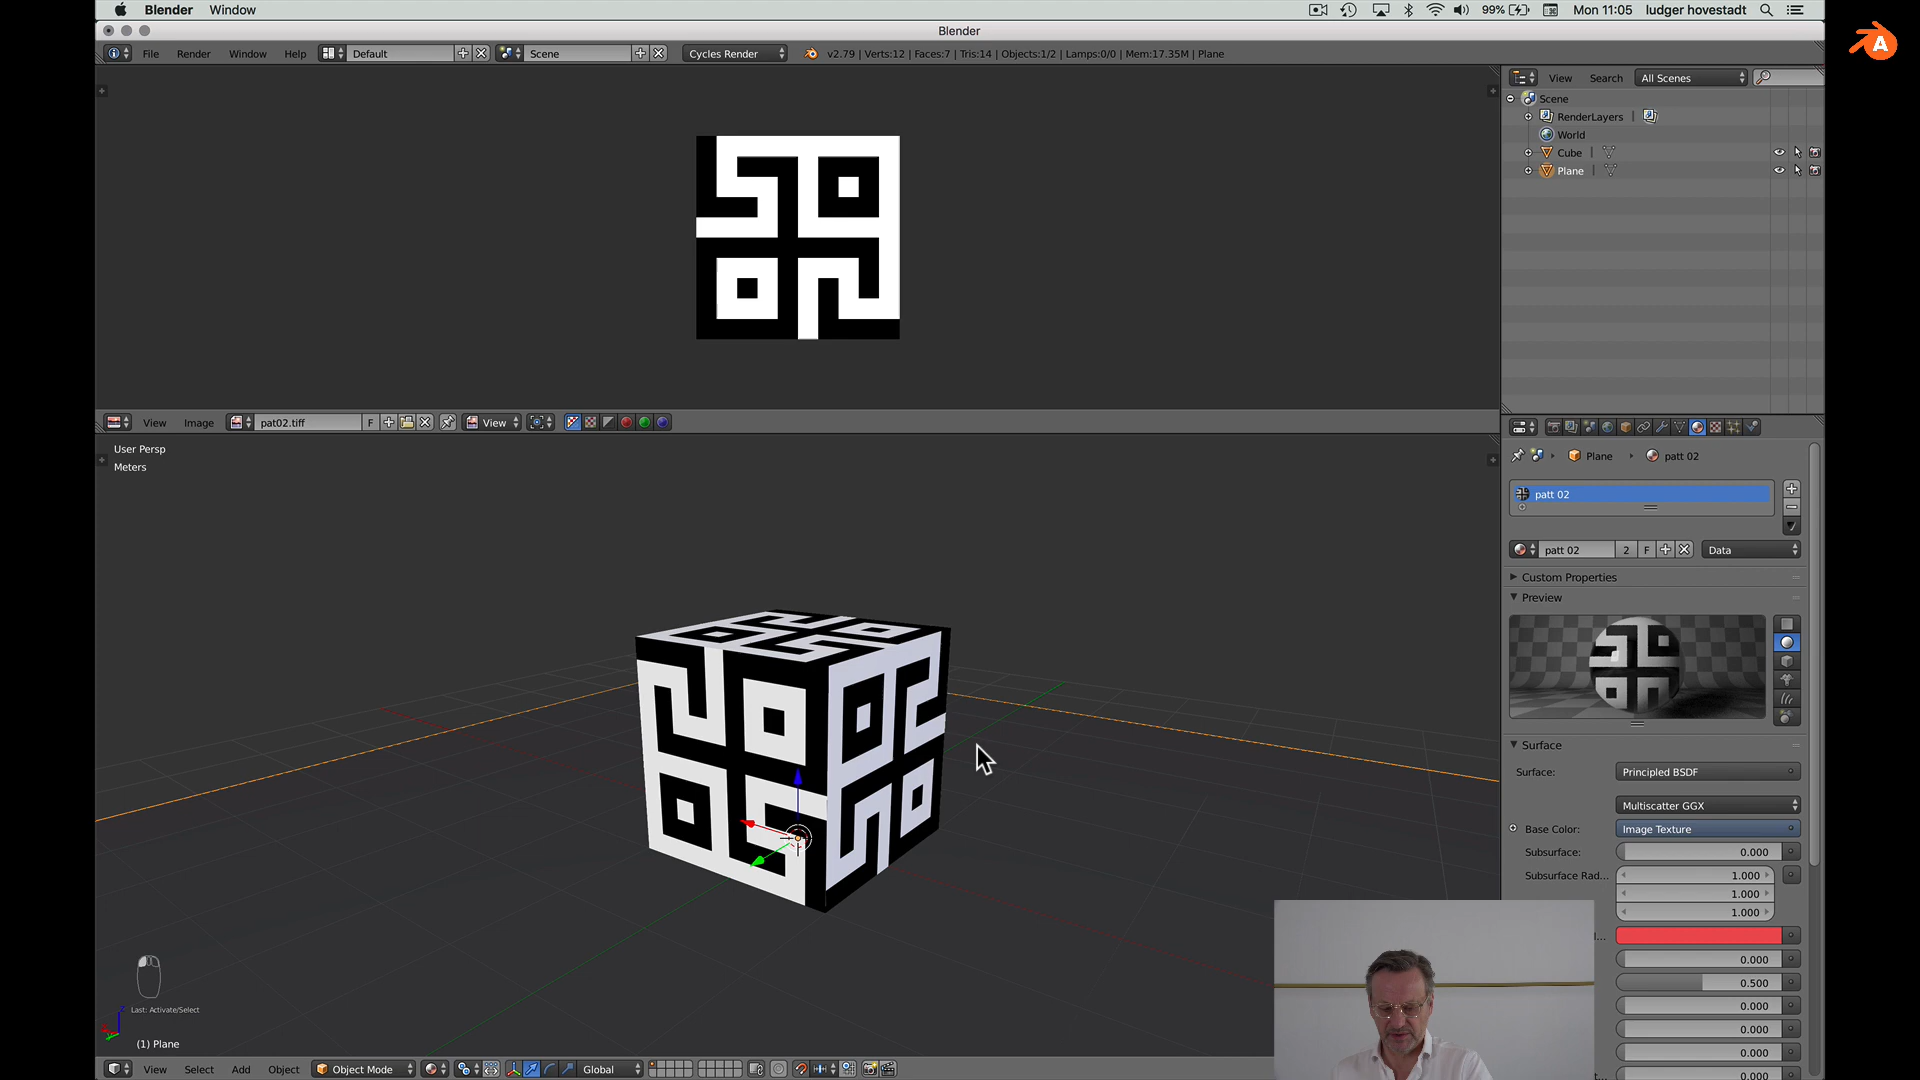 Blender Window 99% Mon 11:05 ludger hovestadt
Blender
File Render Window Help Default Scene Cycles Render v2.79 | Verts:12 | Faces:7 | Tris:14 | Objects:1/2 | Lamps:0/0 | Mem:17.35M | Plane
View Search All Scenes
Scene
RenderLayers |
World
Cube |
Plane |
View Image pat02.tiff F View
User Persp
Meters
Plane patt 02
patt 02
patt 02 2 F Data
Custom Properties
Preview
Surface
Surface: Principled BSDF
Multiscatter GGX
Base Color: Image Texture
Subsurface: 0.000
Subsurface Rad... 1.000
1.000
1.000
0.000
0.500
0.000
0.000
0.000
0.000
Last: Activate/Select
(1) Plane
View Select Add Object Object Mode Global